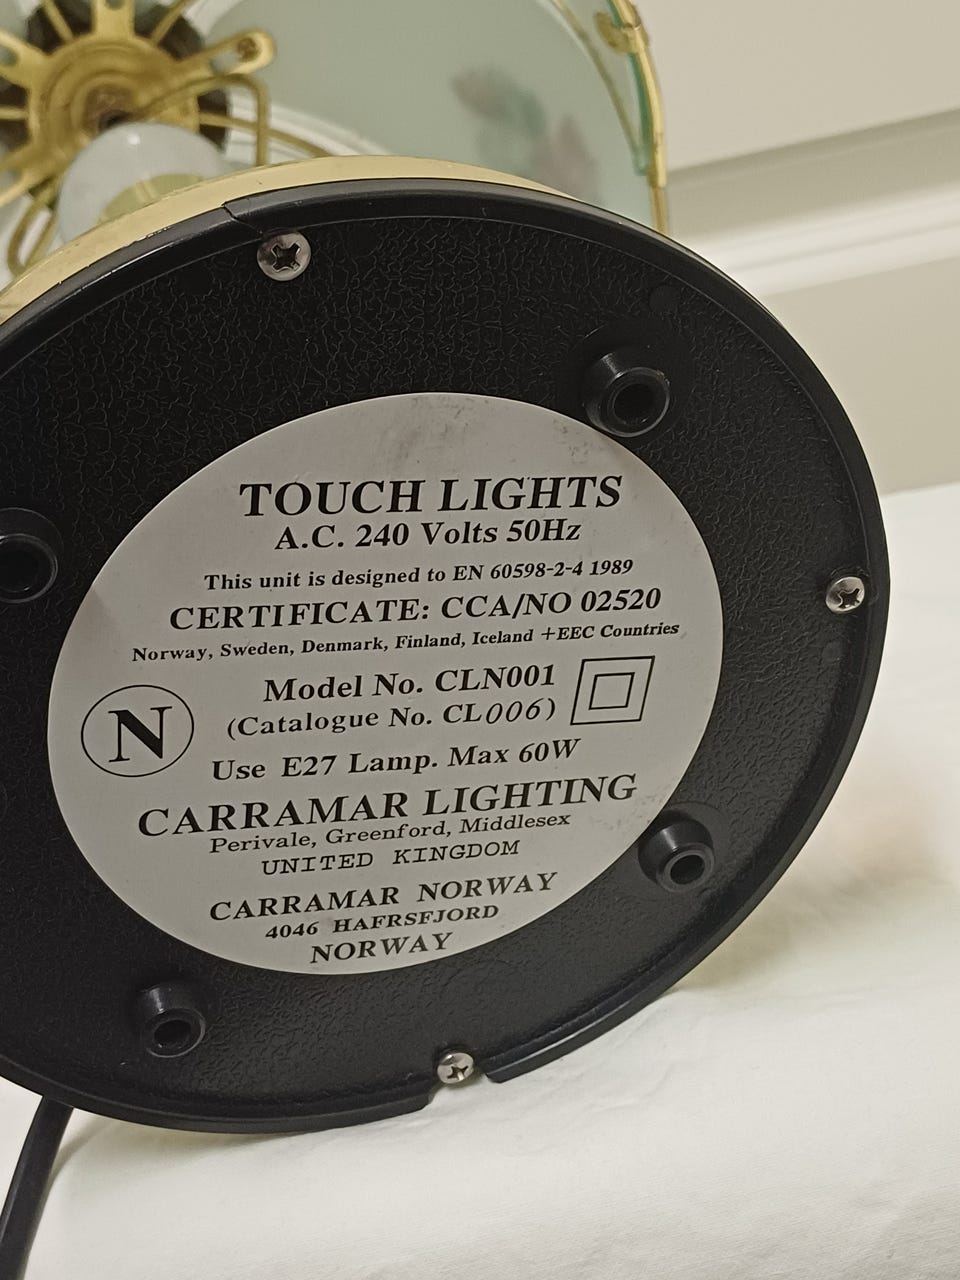 TOUCH LIGHTS
A.C. 240 Volts 50Hz
This unit is designed to EN 60598-2-4 1989
CERTIFICATE: CCA/NO 02520
Norway, Sweden, Denmark, Finland, Iceland +EEC Countries
Model No. CLN001
(Catalogue No. CL006)
N
Use E27 Lamp. Max 60W
CARRAMAR LIGHTING
Perivale, Greenford, Middlesex
UNITED KINGDOM
CARRAMAR NORWAY
4046 HAFRSFJORD
NORWAY